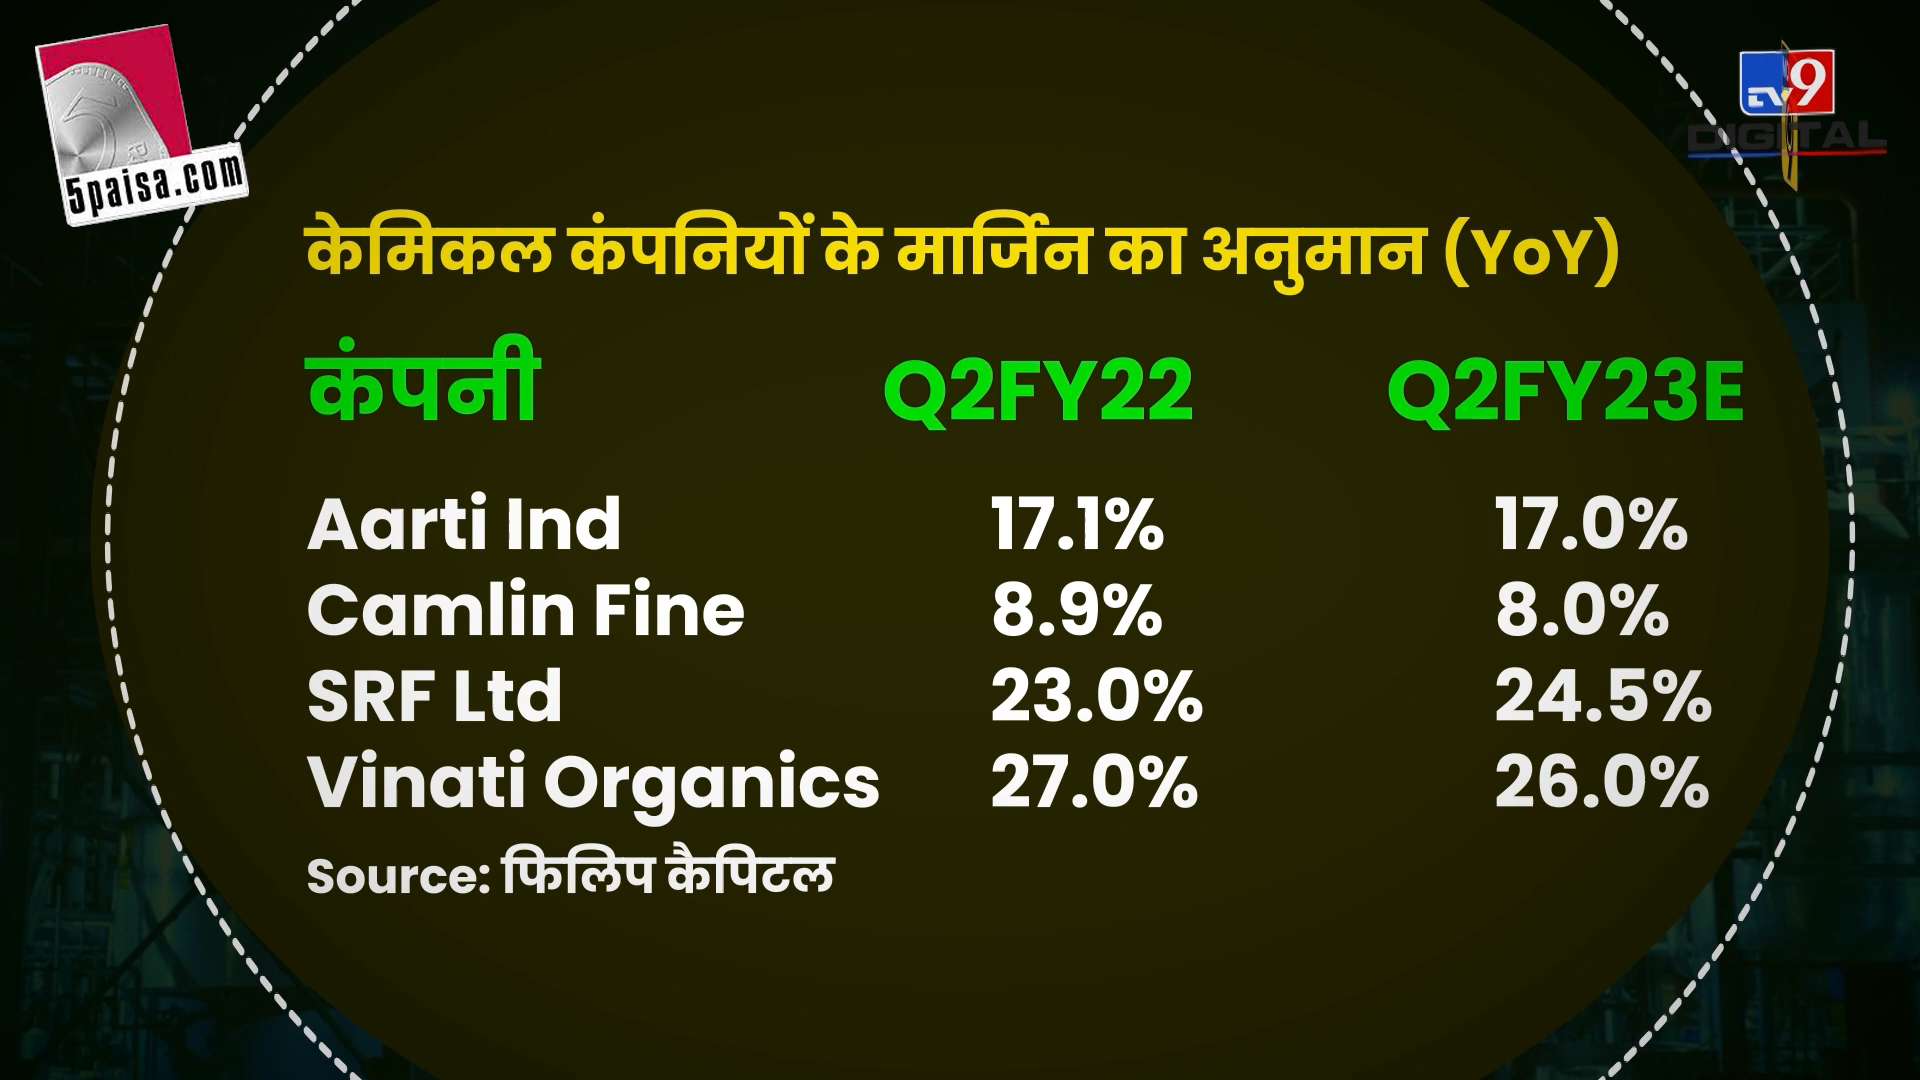 5paisa.com
TV9
DIGITAL
केमिकल कंपनियों के मार्जिन का अनुमान (YoY)
कंपनी Q2FY22 Q2FY23E
Aarti Ind 17.1% 17.0%
Camlin Fine 8.9% 8.0%
SRF Ltd 23.0% 24.5%
Vinati Organics 27.0% 26.0%
Source: फिलिप कैपिटल